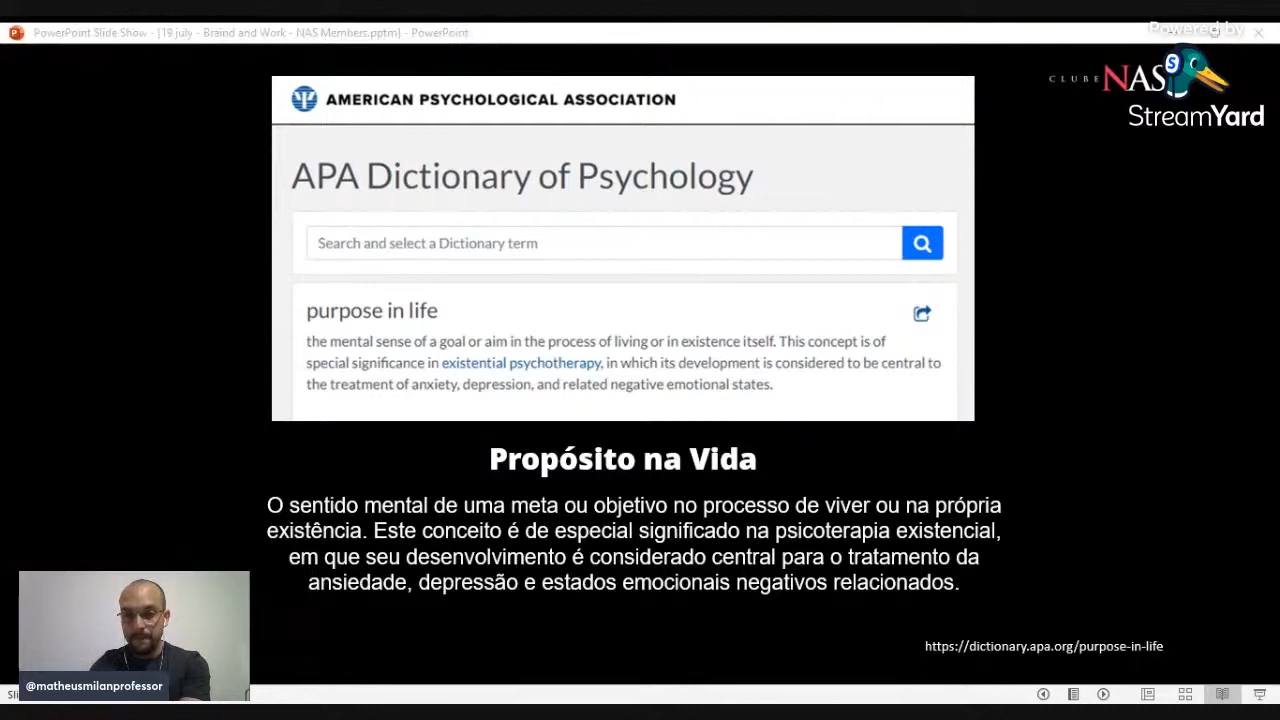 PowerPoint Slide Show - [19 july - Braind and Work - NAS Members.pptm] - PowerPoint
Powered by
CLUBE NAS
StreamYard
AMERICAN PSYCHOLOGICAL ASSOCIATION
APA Dictionary of Psychology
Search and select a Dictionary term
purpose in life
the mental sense of a goal or aim in the process of living or in existence itself. This concept is of
special significance in existential psychotherapy, in which its development is considered to be central to
the treatment of anxiety, depression, and related negative emotional states.
Propósito na Vida
O sentido mental de uma meta ou objetivo no processo de viver ou na própria
existência. Este conceito é de especial significado na psicoterapia existencial,
em que seu desenvolvimento é considerado central para o tratamento da
ansiedade, depressão e estados emocionais negativos relacionados.
https://dictionary.apa.org/purpose-in-life
@matheusmilanprofessor